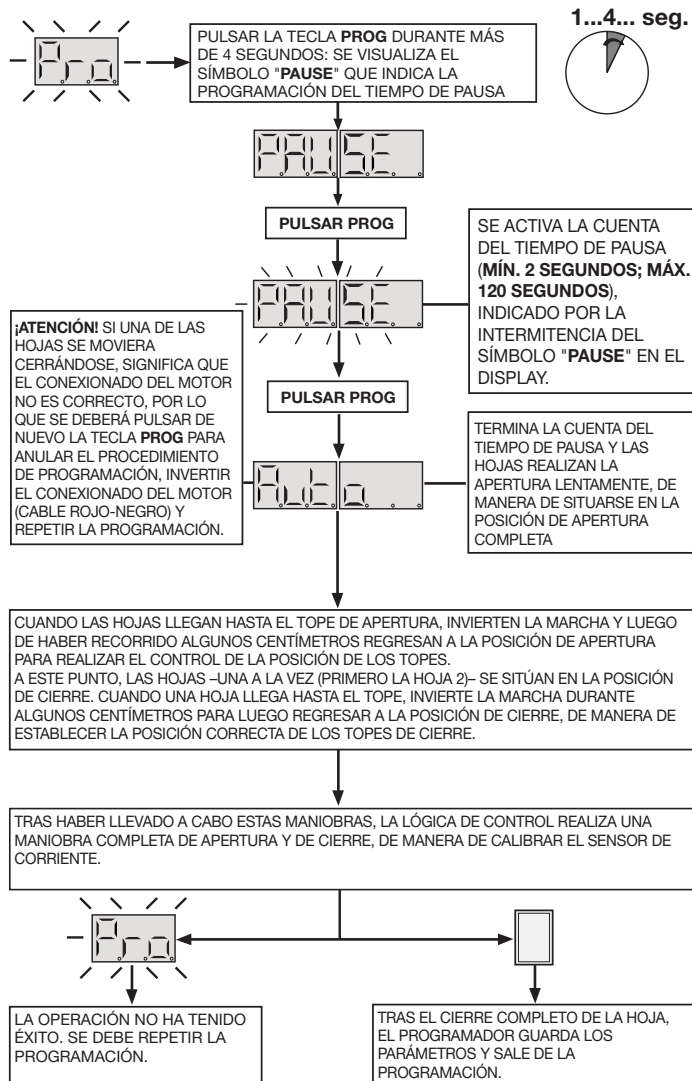 1...4... seg.
Pro
PULSAR LA TECLA PROG DURANTE MÁS
DE 4 SEGUNDOS: SE VISUALIZA EL
SÍMBOLO "PAUSE" QUE INDICA LA
PROGRAMACIÓN DEL TIEMPO DE PAUSA
PAUSE
PULSAR PROG
PAUSE
SE ACTIVA LA CUENTA
DEL TIEMPO DE PAUSA
(MÍN. 2 SEGUNDOS; MÁX.
120 SEGUNDOS),
INDICADO POR LA
INTERMITENCIA DEL
SÍMBOLO "PAUSE" EN EL
DISPLAY.
¡ATENCIÓN! SI UNA DE LAS
HOJAS SE MOVIERA
CERRÁNDOSE, SIGNIFICA QUE
EL CONEXIONADO DEL MOTOR
NO ES CORRECTO, POR LO
QUE SE DEBERÁ PULSAR DE
NUEVO LA TECLA PROG PARA
ANULAR EL PROCEDIMIENTO
DE PROGRAMACIÓN, INVERTIR
EL CONEXIONADO DEL MOTOR
(CABLE ROJO-NEGRO) Y
REPETIR LA PROGRAMACIÓN.
PULSAR PROG
Auto
TERMINA LA CUENTA DEL
TIEMPO DE PAUSA Y LAS
HOJAS REALIZAN LA
APERTURA LENTAMENTE, DE
MANERA DE SITUARSE EN LA
POSICIÓN DE APERTURA
COMPLETA
CUANDO LAS HOJAS LLEGAN HASTA EL TOPE DE APERTURA, INVIERTEN LA MARCHA Y LUEGO
DE HABER RECORRIDO ALGUNOS CENTÍMETROS REGRESAN A LA POSICIÓN DE APERTURA
PARA REALIZAR EL CONTROL DE LA POSICIÓN DE LOS TOPES.
A ESTE PUNTO, LAS HOJAS –UNA A LA VEZ (PRIMERO LA HOJA 2)– SE SITÚAN EN LA POSICIÓN
DE CIERRE. CUANDO UNA HOJA LLEGA HASTA EL TOPE, INVIERTE LA MARCHA DURANTE
ALGUNOS CENTÍMETROS PARA LUEGO REGRESAR A LA POSICIÓN DE CIERRE, DE MANERA DE
ESTABLECER LA POSICIÓN CORRECTA DE LOS TOPES DE CIERRE.
TRAS HABER LLEVADO A CABO ESTAS MANIOBRAS, LA LÓGICA DE CONTROL REALIZA UNA
MANIOBRA COMPLETA DE APERTURA Y DE CIERRE, DE MANERA DE CALIBRAR EL SENSOR DE
CORRIENTE.
Pro
LA OPERACIÓN NO HA TENIDO
ÉXITO. SE DEBE REPETIR LA
PROGRAMACIÓN.
TRAS EL CIERRE COMPLETO DE LA HOJA,
EL PROGRAMADOR GUARDA LOS
PARÁMETROS Y SALE DE LA
PROGRAMACIÓN.